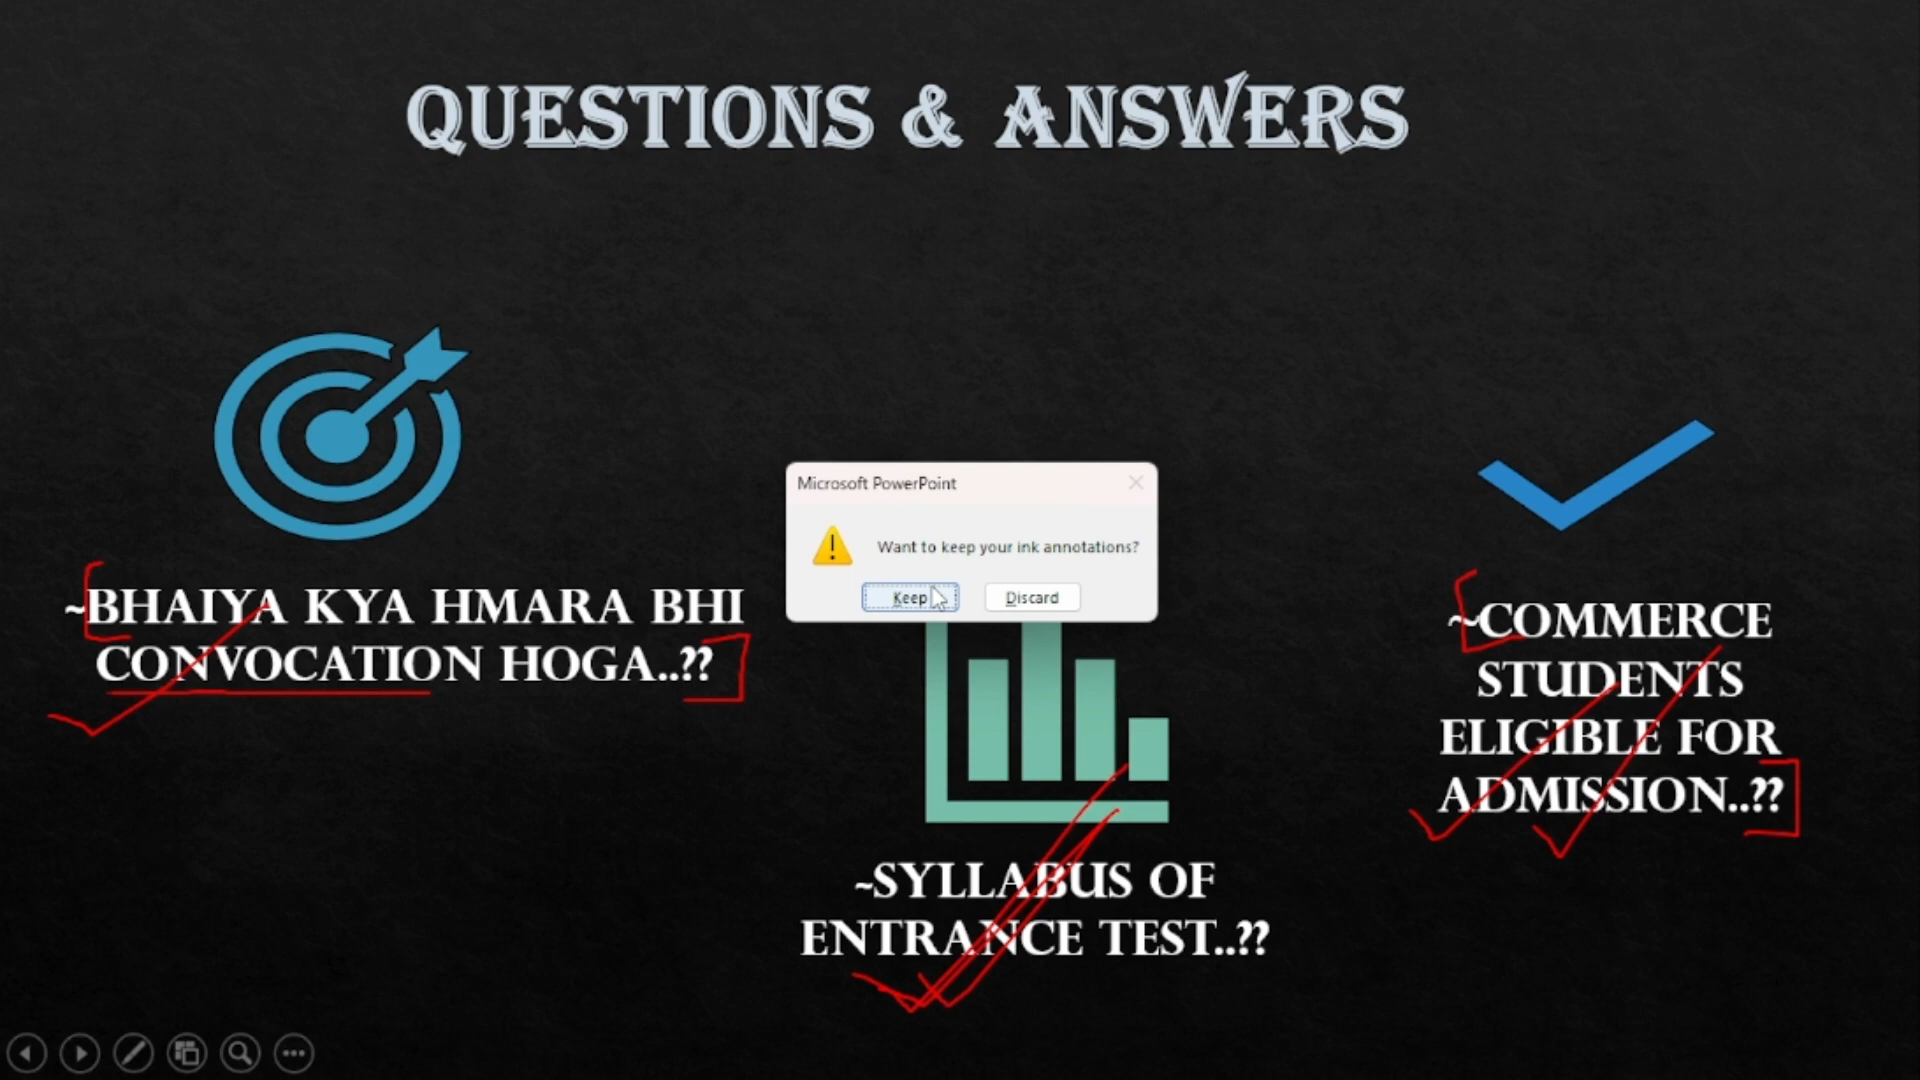 QUESTIONS & ANSWERS
Microsoft PowerPoint
Want to keep your ink annotations?
Keep
Discard
~BHAIYA KYA HMARA BHI
CONVOCATION HOGA..??
~SYLLABUS OF
ENTRANCE TEST..??
~COMMERCE
STUDENTS
ELIGIBLE FOR
ADMISSION..??